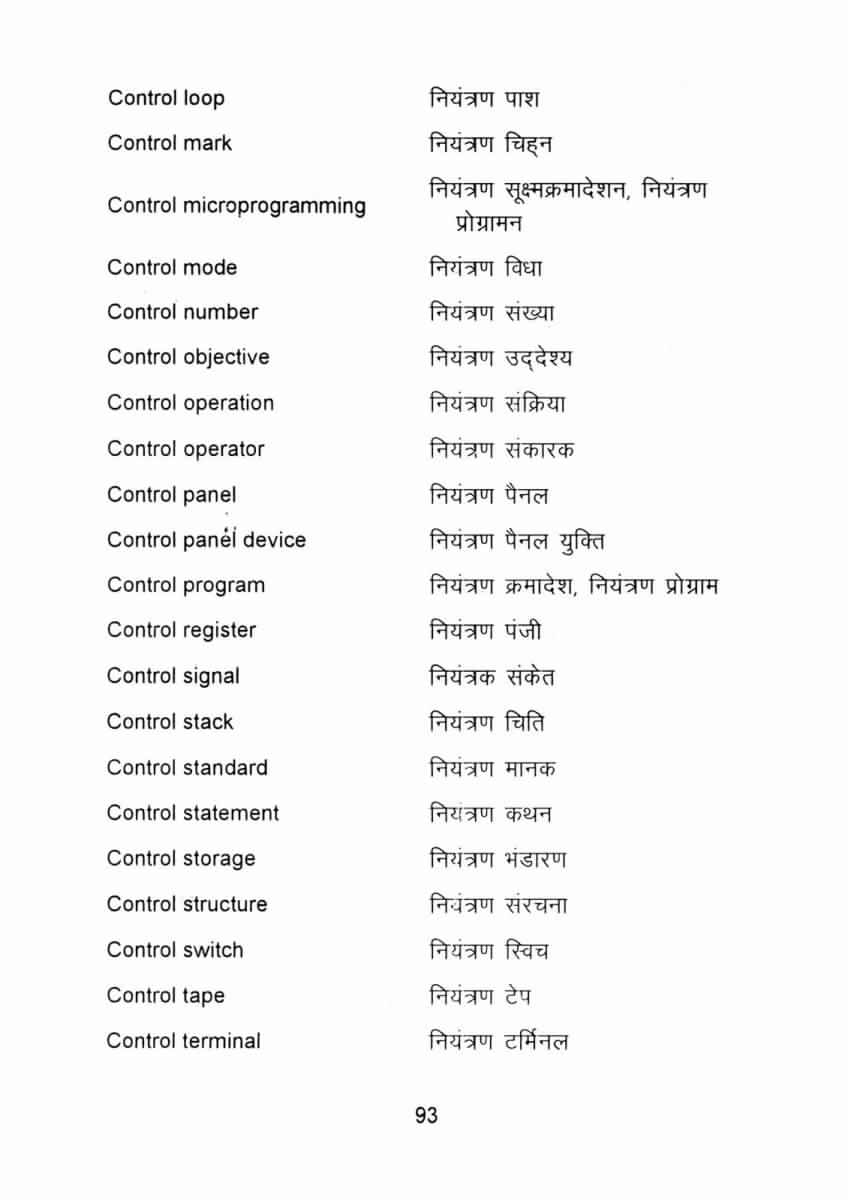 Control loop नियंत्रण पाश
Control mark नियंत्रण चिह्‌न
Control microprogramming नियंत्रण सूक्ष्मक्रमादेशन, नियंत्रण
प्रोग्रामन
Control mode नियंत्रण विधा
Control number नियंत्रण संख्या
Control objective नियंत्रण उद्‌देश्य
Control operation नियंत्रण संक्रिया
Control operator नियंत्रण संकारक
Control panel नियंत्रण पैनल
Control panel device नियंत्रण पैनल युक्ति
Control program नियंत्रण क्रमादेश, नियंत्रण प्रोग्राम
Control register नियंत्रण पंजी
Control signal नियंत्रक संकेत
Control stack नियंत्रण चिति
Control standard नियंत्रण मानक
Control statement नियंत्रण कथन
Control storage नियंत्रण भंडारण
Control structure नियंत्रण संरचना
Control switch नियंत्रण स्विच
Control tape नियंत्रण टेप
Control terminal नियंत्रण टर्मिनल
93